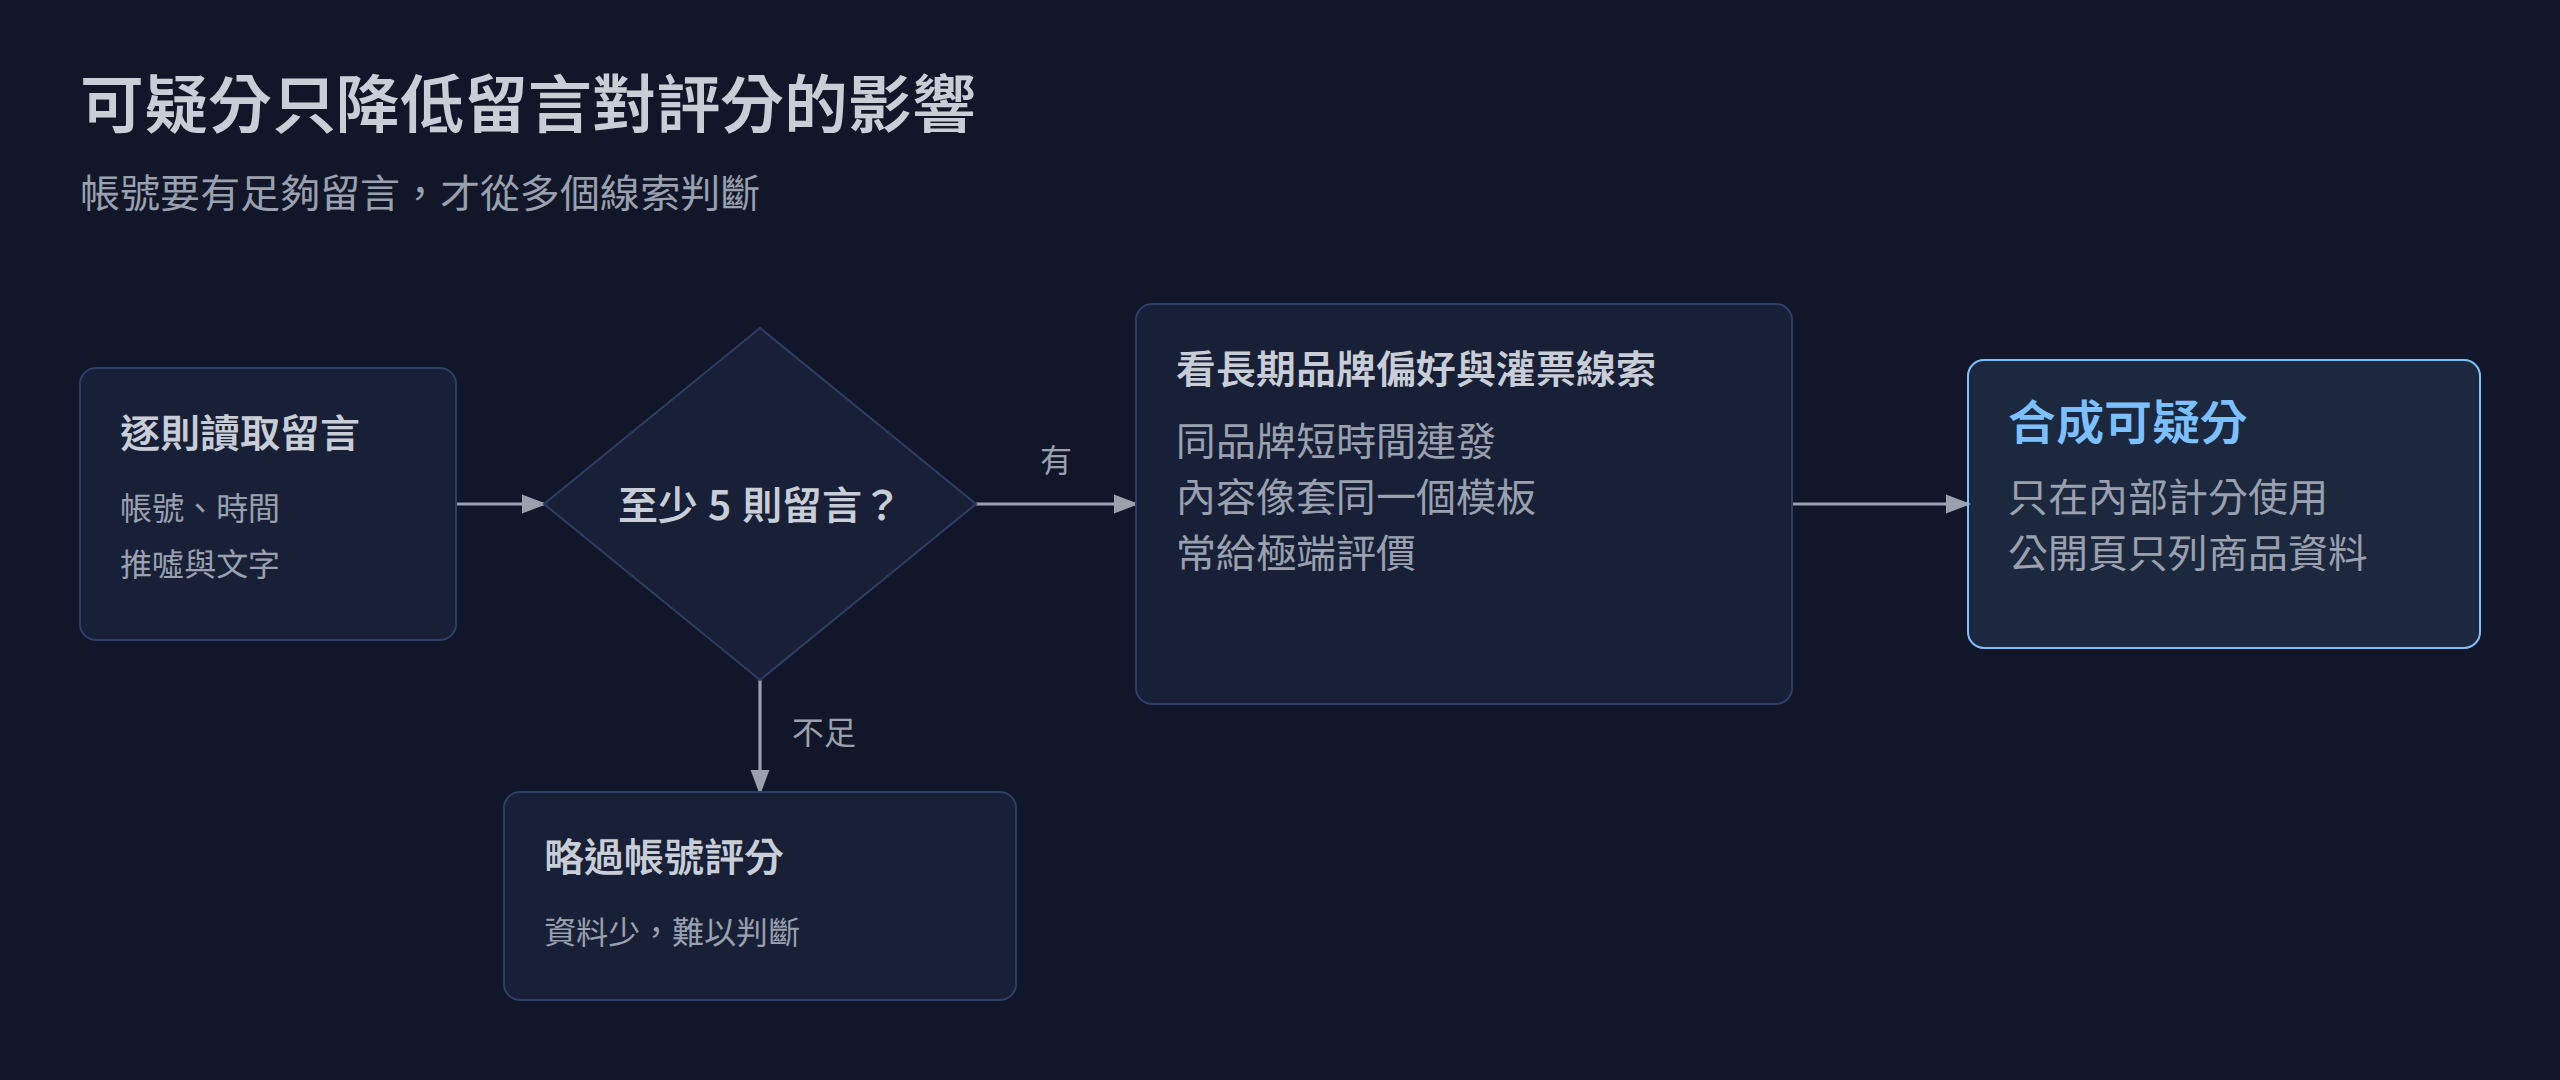 可疑分只降低留言對評分的影響
帳號要有足夠留言，才從多個線索判斷
逐則讀取留言
帳號、時間
推噓與文字
至少 5 則留言？
有
不足
略過帳號評分
資料少，難以判斷
看長期品牌偏好與灌票線索
同品牌短時間連發
內容像套同一個模板
常給極端評價
合成可疑分
只在內部計分使用
公開頁只列商品資料